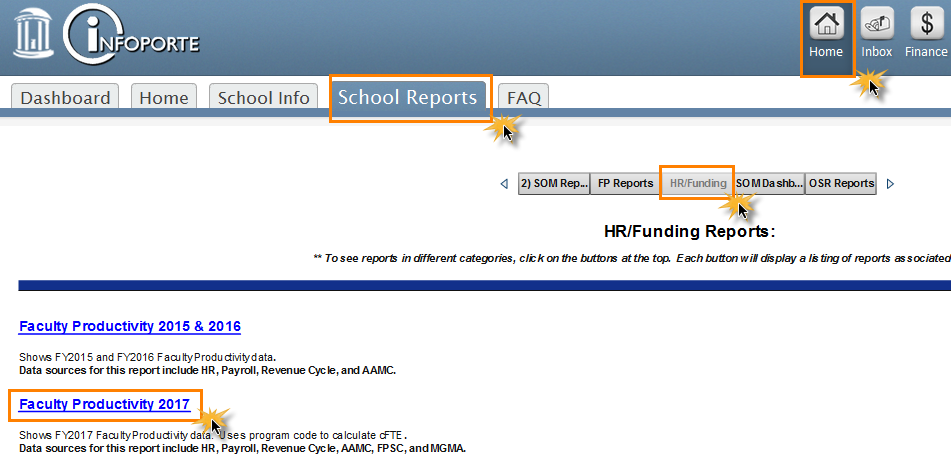 INFOPORTE
Home Inbox Finance
Dashboard Home School Info School Reports FAQ
2) SOM Rep... FP Reports HR/Funding SOM Dashb... OSR Reports
HR/Funding Reports:
** To see reports in different categories, click on the buttons at the top. Each button will display a listing of reports associated
Faculty Productivity 2015 & 2016
Shows FY2015 and FY2016 Faculty Productivity data.
Data sources for this report include HR, Payroll, Revenue Cycle, and AAMC.
Faculty Productivity 2017
Shows FY2017 Faculty Productivity data. Uses program code to calculate cFTE.
Data sources for this report include HR, Payroll, Revenue Cycle, AAMC, FPSC, and MGMA.